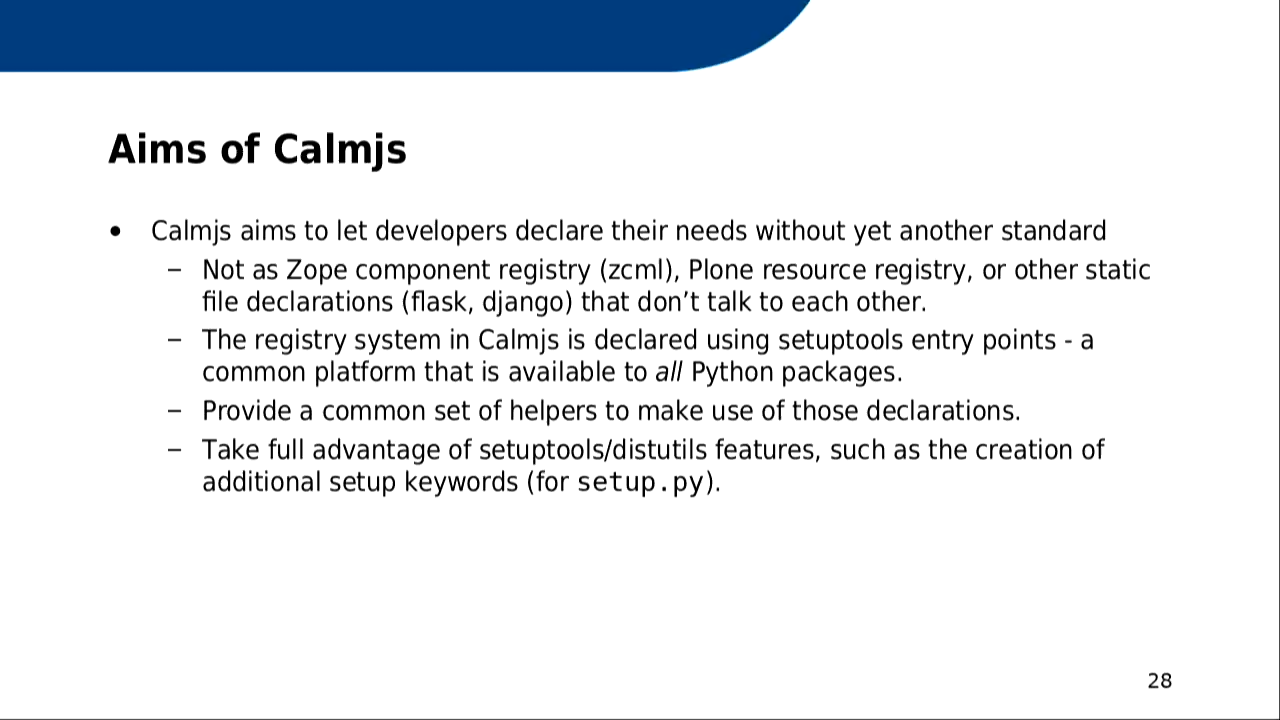 Aims of Calmjs
• Calmjs aims to let developers declare their needs without yet another standard
– Not as Zope component registry (zcml), Plone resource registry, or other static
file declarations (flask, django) that don’t talk to each other.
– The registry system in Calmjs is declared using setuptools entry points - a
common platform that is available to all Python packages.
– Provide a common set of helpers to make use of those declarations.
– Take full advantage of setuptools/distutils features, such as the creation of
additional setup keywords (for setup.py).
28